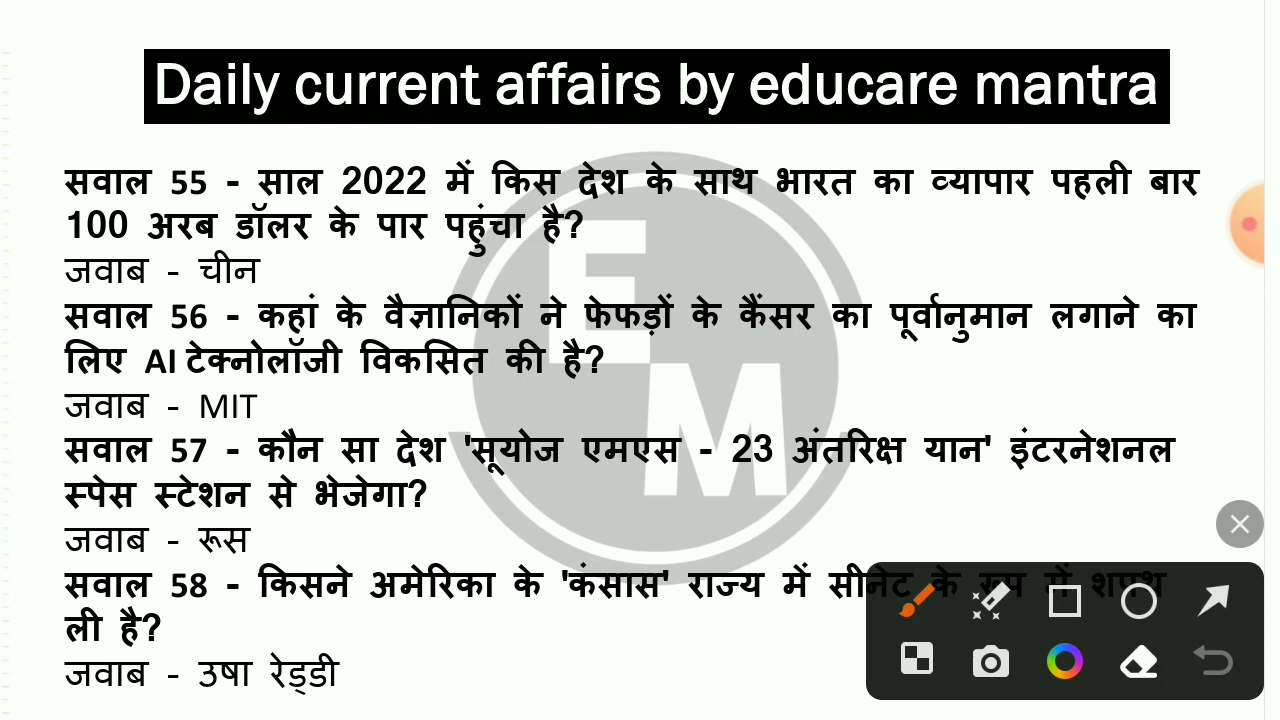 Daily current affairs by educare mantra
सवाल 55 - साल 2022 में किस देश के साथ भारत का व्यापार पहली बार
100 अरब डॉलर के पार पहुंचा है?
जवाब - चीन
सवाल 56 - कहां के वैज्ञानिकों ने फेफड़ों के कैंसर का पूर्वानुमान लगाने का
लिए AI टेक्नोलॉजी विकसित की है?
जवाब - MIT
सवाल 57 - कौन सा देश 'सूयोज एमएस - 23 अंतरिक्ष यान' इंटरनेशनल
स्पेस स्टेशन से भेजेगा?
जवाब - रूस
सवाल 58 - किसने अमेरिका के 'कंसास' राज्य में सीनेट के रूप में शपथ
ली है?
जवाब - उषा रेड्डी
E
M